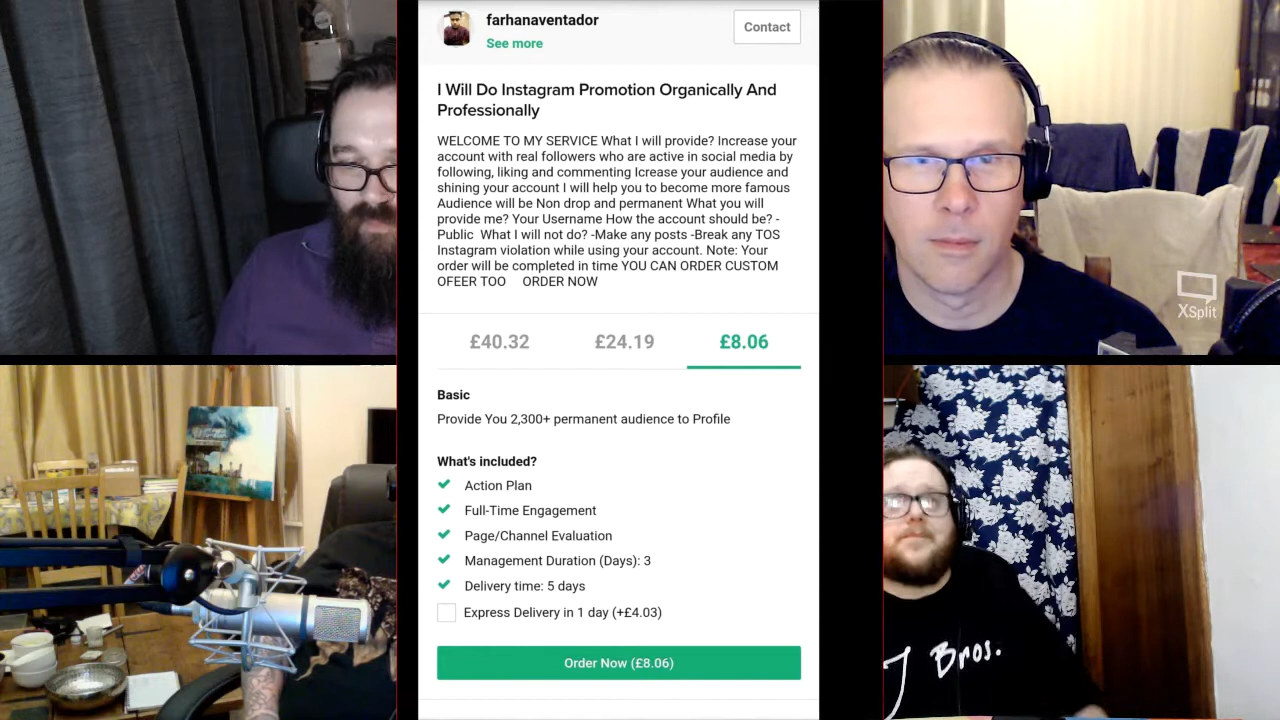 farhanaventador
See more
Contact
I Will Do Instagram Promotion Organically And
Professionally
WELCOME TO MY SERVICE What I will provide? Increase your
account with real followers who are active in social media by
following, liking and commenting Icrease your audience and
shining your account I will help you to become more famous
Audience will be Non drop and permanent What you will
provide me? Your Username How the account should be? -
Public What I will not do? -Make any posts -Break any TOS
Instagram violation while using your account. Note: Your
order will be completed in time YOU CAN ORDER CUSTOM
OFEER TOO ORDER NOW
£40.32 £24.19 £8.06
Basic
Provide You 2,300+ permanent audience to Profile
What's included?
Action Plan
Full-Time Engagement
Page/Channel Evaluation
Management Duration (Days): 3
Delivery time: 5 days
Express Delivery in 1 day (+£4.03)
Order Now (£8.06)
XSplit
J Bros.